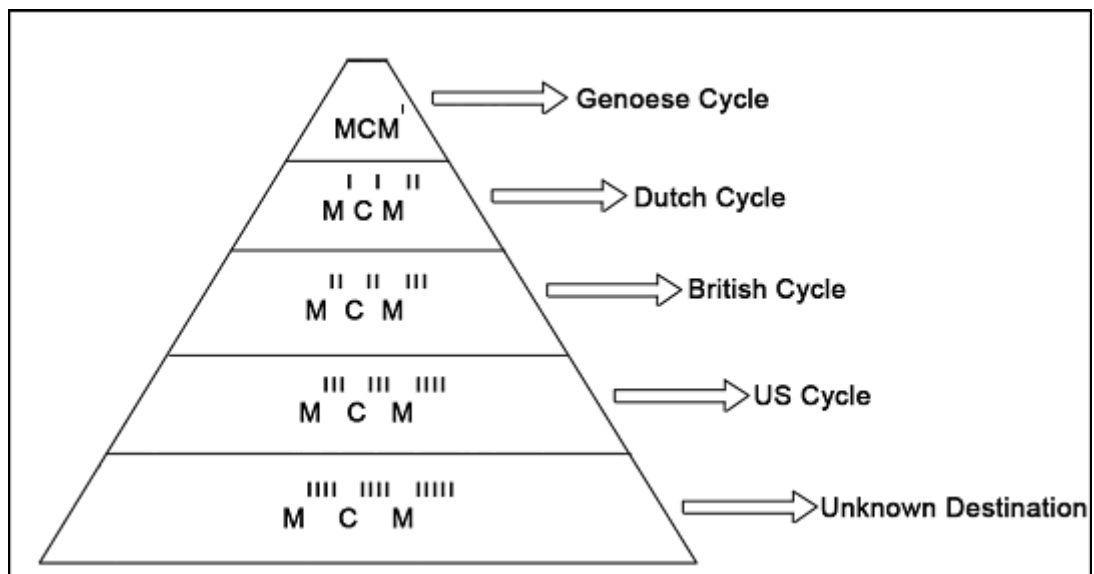 MCM' Genoese Cycle
M' C' M'' Dutch Cycle
M'' C'' M''' British Cycle
M''' C''' M'''' US Cycle
M'''' C'''' M''''' Unknown Destination